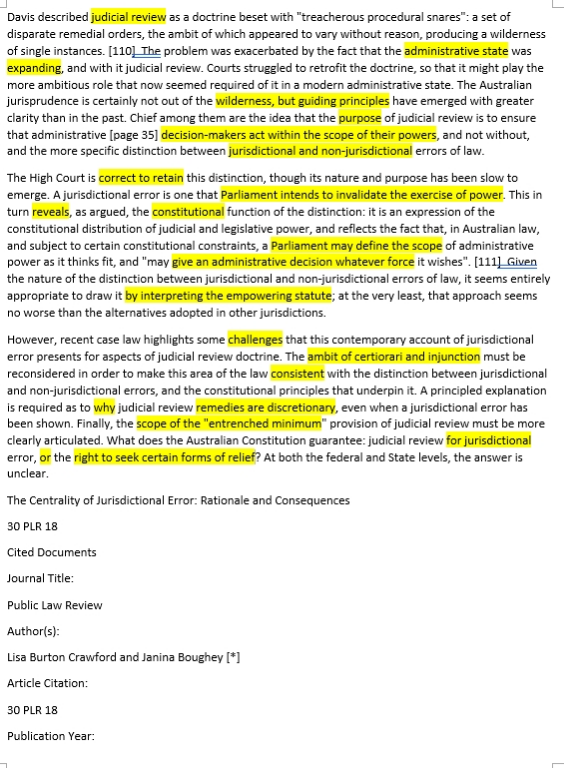 Davis described judicial review as a doctrine beset with "treacherous procedural snares": a set of
disparate remedial orders, the ambit of which appeared to vary without reason, producing a wilderness
of single instances. [110] The problem was exacerbated by the fact that the administrative state was
expanding, and with it judicial review. Courts struggled to retrofit the doctrine, so that it might play the
more ambitious role that now seemed required of it in a modern administrative state. The Australian
jurisprudence is certainly not out of the wilderness, but guiding principles have emerged with greater
clarity than in the past. Chief among them are the idea that the purpose of judicial review is to ensure
that administrative [page 35] decision-makers act within the scope of their powers, and not without,
and the more specific distinction between jurisdictional and non-jurisdictional errors of law.
The High Court is correct to retain this distinction, though its nature and purpose has been slow to
emerge. A jurisdictional error is one that Parliament intends to invalidate the exercise of power. This in
turn reveals, as argued, the constitutional function of the distinction: it is an expression of the
constitutional distribution of judicial and legislative power, and reflects the fact that, in Australian law,
and subject to certain constitutional constraints, a Parliament may define the scope of administrative
power as it thinks fit, and "may give an administrative decision whatever force it wishes". [111] Given
the nature of the distinction between jurisdictional and non-jurisdictional errors of law, it seems entirely
appropriate to draw it by interpreting the empowering statute; at the very least, that approach seems
no worse than the alternatives adopted in other jurisdictions.
However, recent case law highlights some challenges that this contemporary account of jurisdictional
error presents for aspects of judicial review doctrine. The ambit of certiorari and injunction must be
reconsidered in order to make this area of the law consistent with the distinction between jurisdictional
and non-jurisdictional errors, and the constitutional principles that underpin it. A principled explanation
is required as to why judicial review remedies are discretionary, even when a jurisdictional error has
been shown. Finally, the scope of the "entrenched minimum" provision of judicial review must be more
clearly articulated. What does the Australian Constitution guarantee: judicial review for jurisdictional
error, or the right to seek certain forms of relief? At both the federal and State levels, the answer is
unclear.
The Centrality of Jurisdictional Error: Rationale and Consequences
30 PLR 18
Cited Documents
Journal Title:
Public Law Review
Author(s):
Lisa Burton Crawford and Janina Boughey [*]
Article Citation:
30 PLR 18
Publication Year: